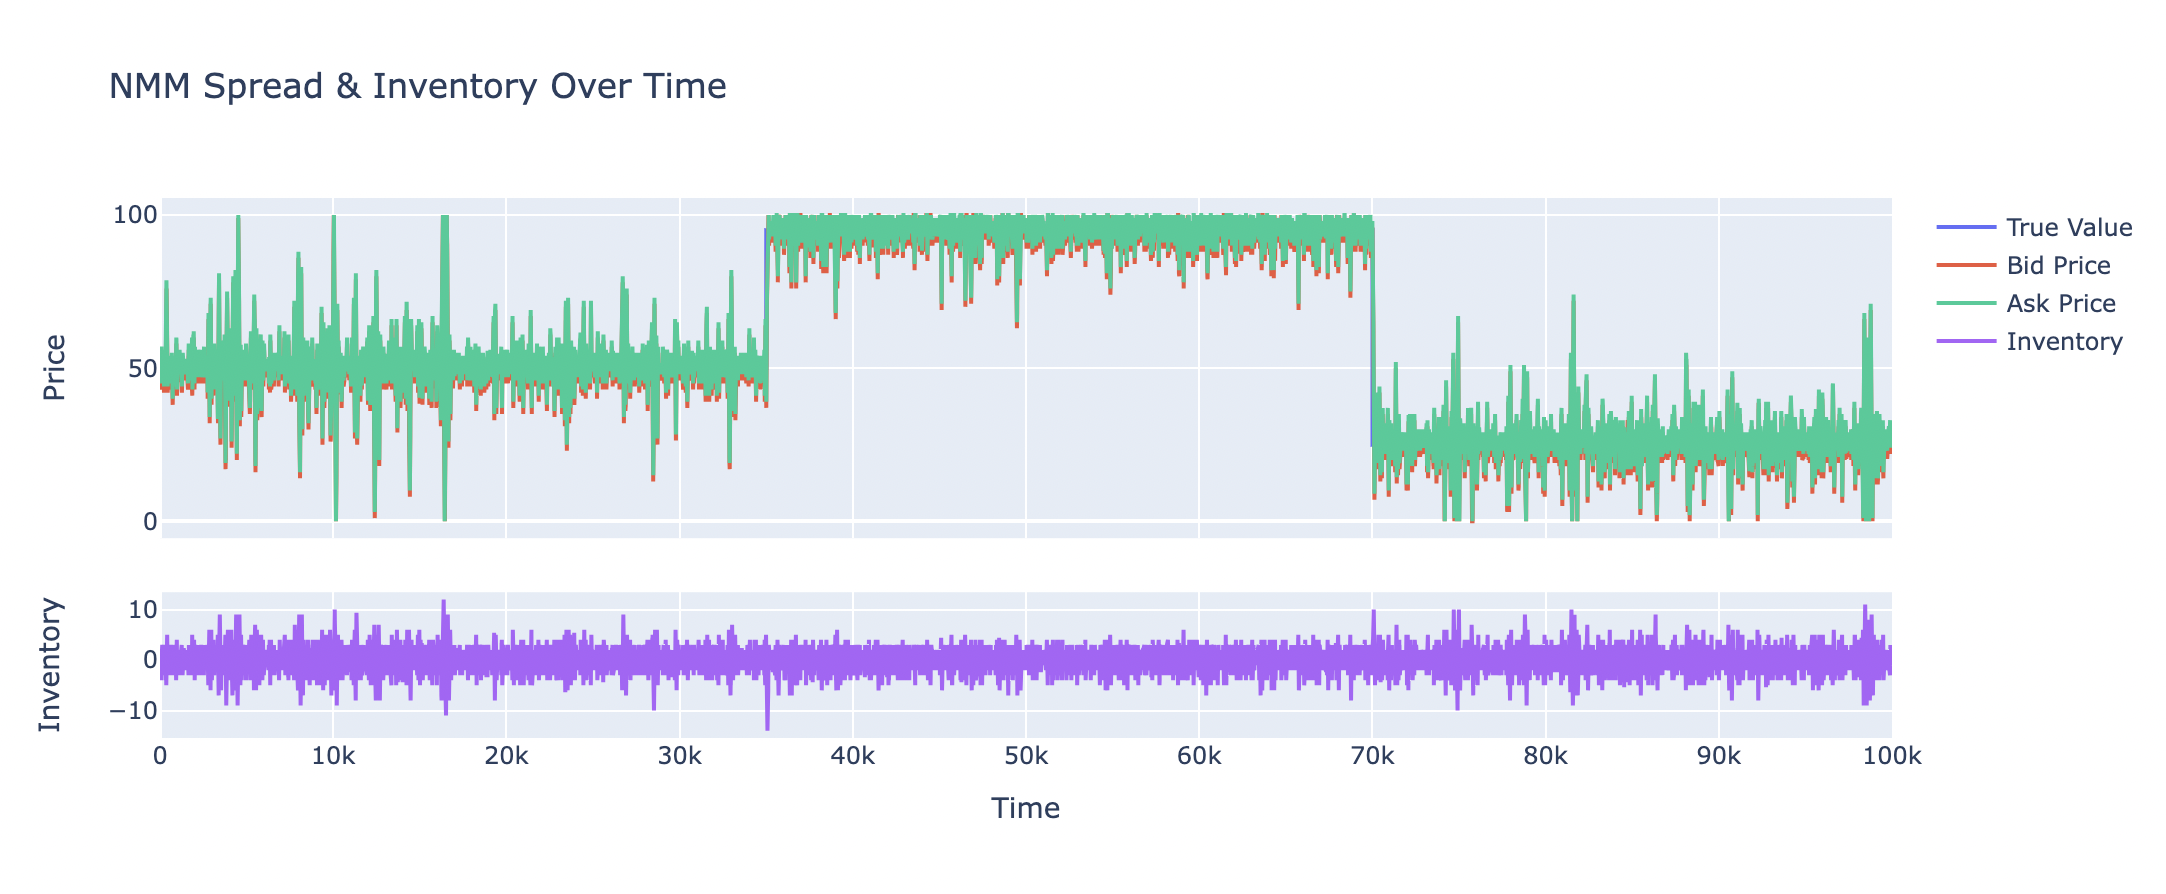 NMM Spread & Inventory Over Time
100
50
0
Price
True Value
Bid Price
Ask Price
Inventory
10
0
−10
Inventory
0 10k 20k 30k 40k 50k 60k 70k 80k 90k 100k
Time